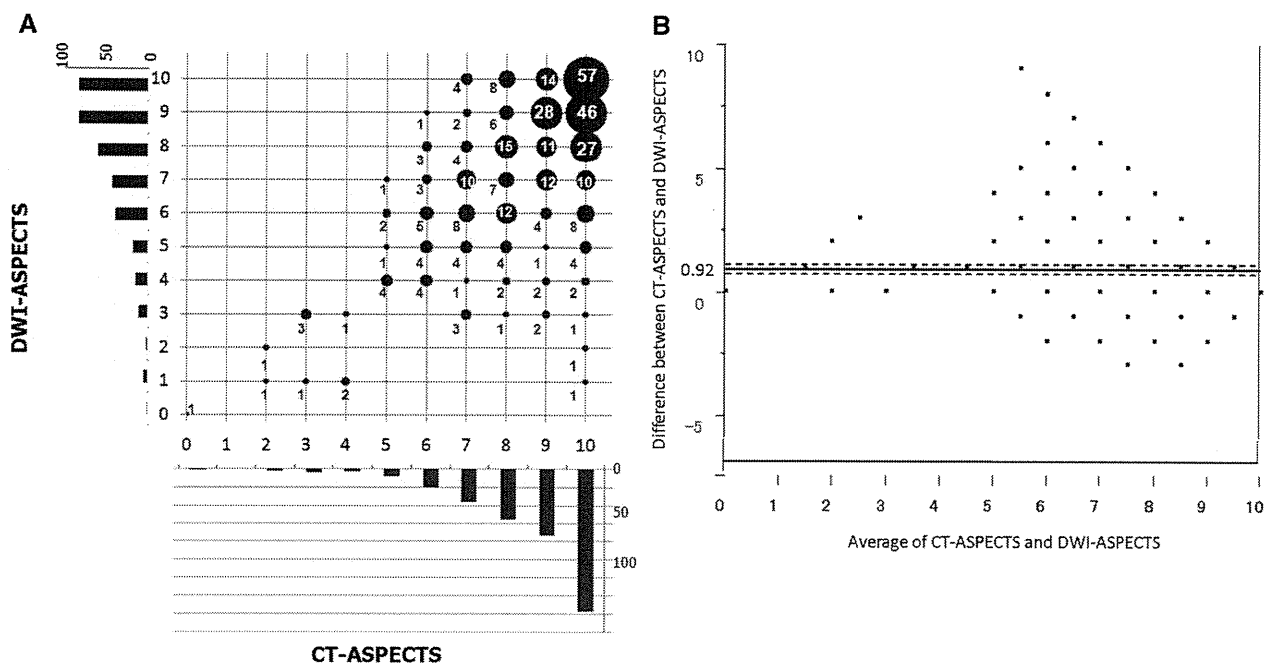 A
100 50 0
DWI-ASPECTS
10 4 8 14 57
9 1 2 6 28 46
8 3 4 15 11 27
7 1 3 10 7 12 10
6 2 5 8 12 4 8
5 1 4 4 4 1 4
4 4 4 1 2 2 2
3 3 1 3 1 2 1
2 1 1
1 1 1 2 1
0 1
0 1 2 3 4 5 6 7 8 9 10
0
50
100
CT-ASPECTS
B
Difference between CT-ASPECTS and DWI-ASPECTS
10
5
0.92
0
−5
0 1 2 3 4 5 6 7 8 9 10
Average of CT-ASPECTS and DWI-ASPECTS